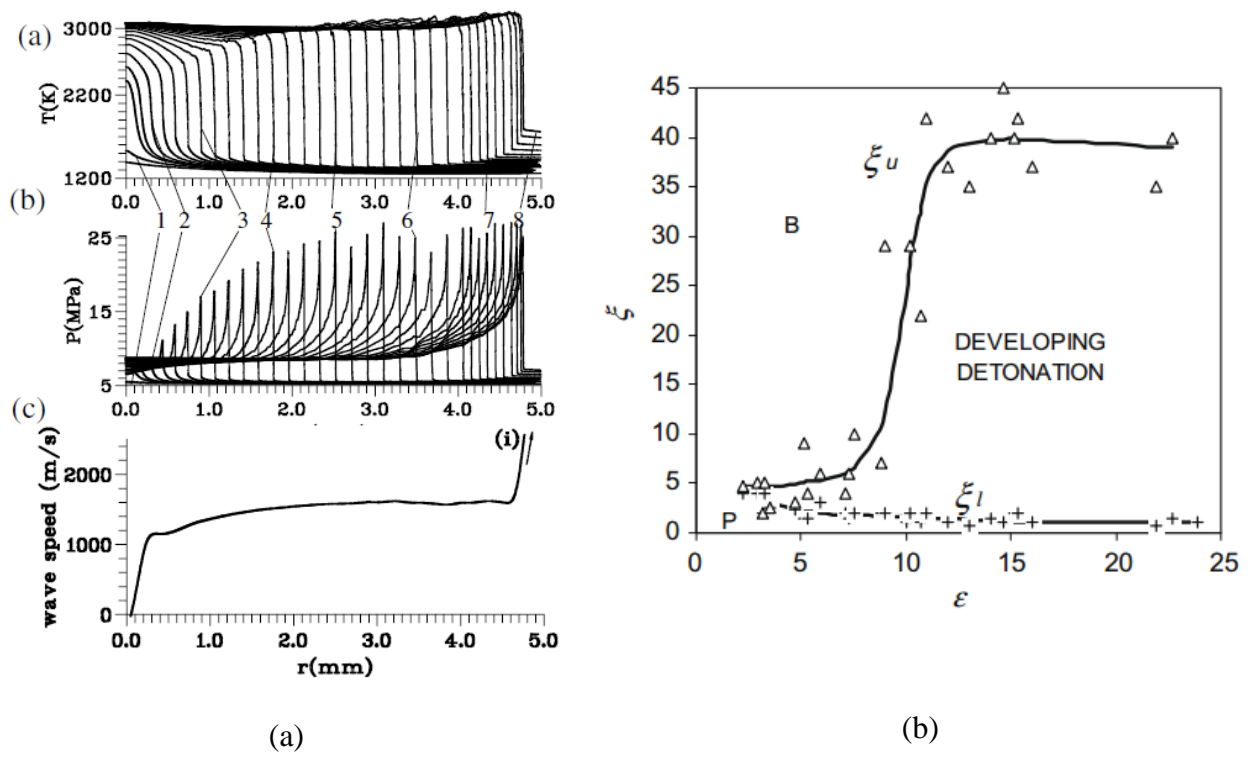 (a)
3000
2200
1200
T(K)
0.0 1.0 2.0 3.0 4.0 5.0
(b)
1 2 3 4 5 6 7 8
25
15
5
P(MPa)
0.0 1.0 2.0 3.0 4.0 5.0
(c)
(i)
2000
1000
0
wave speed (m/s)
0.0 1.0 2.0 3.0 4.0 5.0
r(mm)
(a)
45
40
35
30
25
20
15
10
5
0
ξ
ξu
B
DEVELOPING
DETONATION
ξl
P
0 5 10 15 20 25
ε
(b)